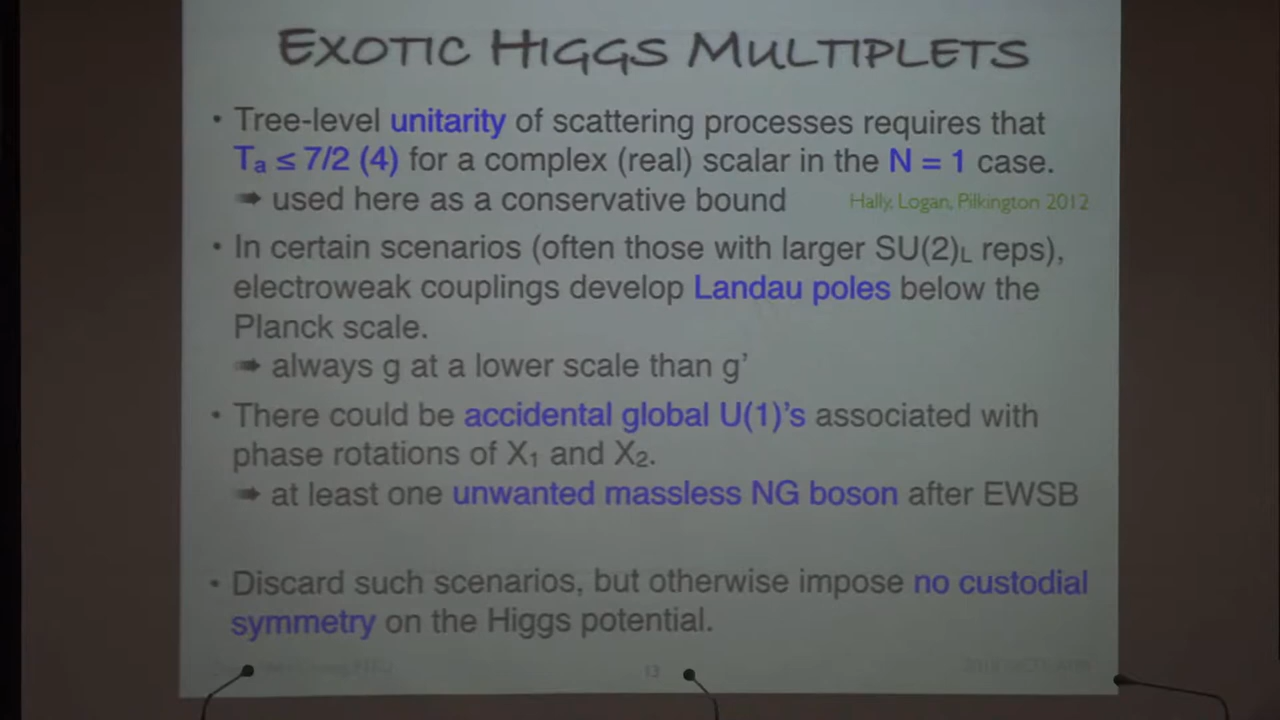 EXOTIC HIGGS MULTIPLETS
• Tree-level unitarity of scattering processes requires that
Ta ≤ 7/2 (4) for a complex (real) scalar in the N = 1 case.
➟ used here as a conservative bound Hally, Logan, Pilkington 2012
• In certain scenarios (often those with larger SU(2)L reps),
electroweak couplings develop Landau poles below the
Planck scale.
➟ always g at a lower scale than g’
• There could be accidental global U(1)’s associated with
phase rotations of X₁ and X₂.
➟ at least one unwanted massless NG boson after EWSB
• Discard such scenarios, but otherwise impose no custodial
symmetry on the Higgs potential.
13